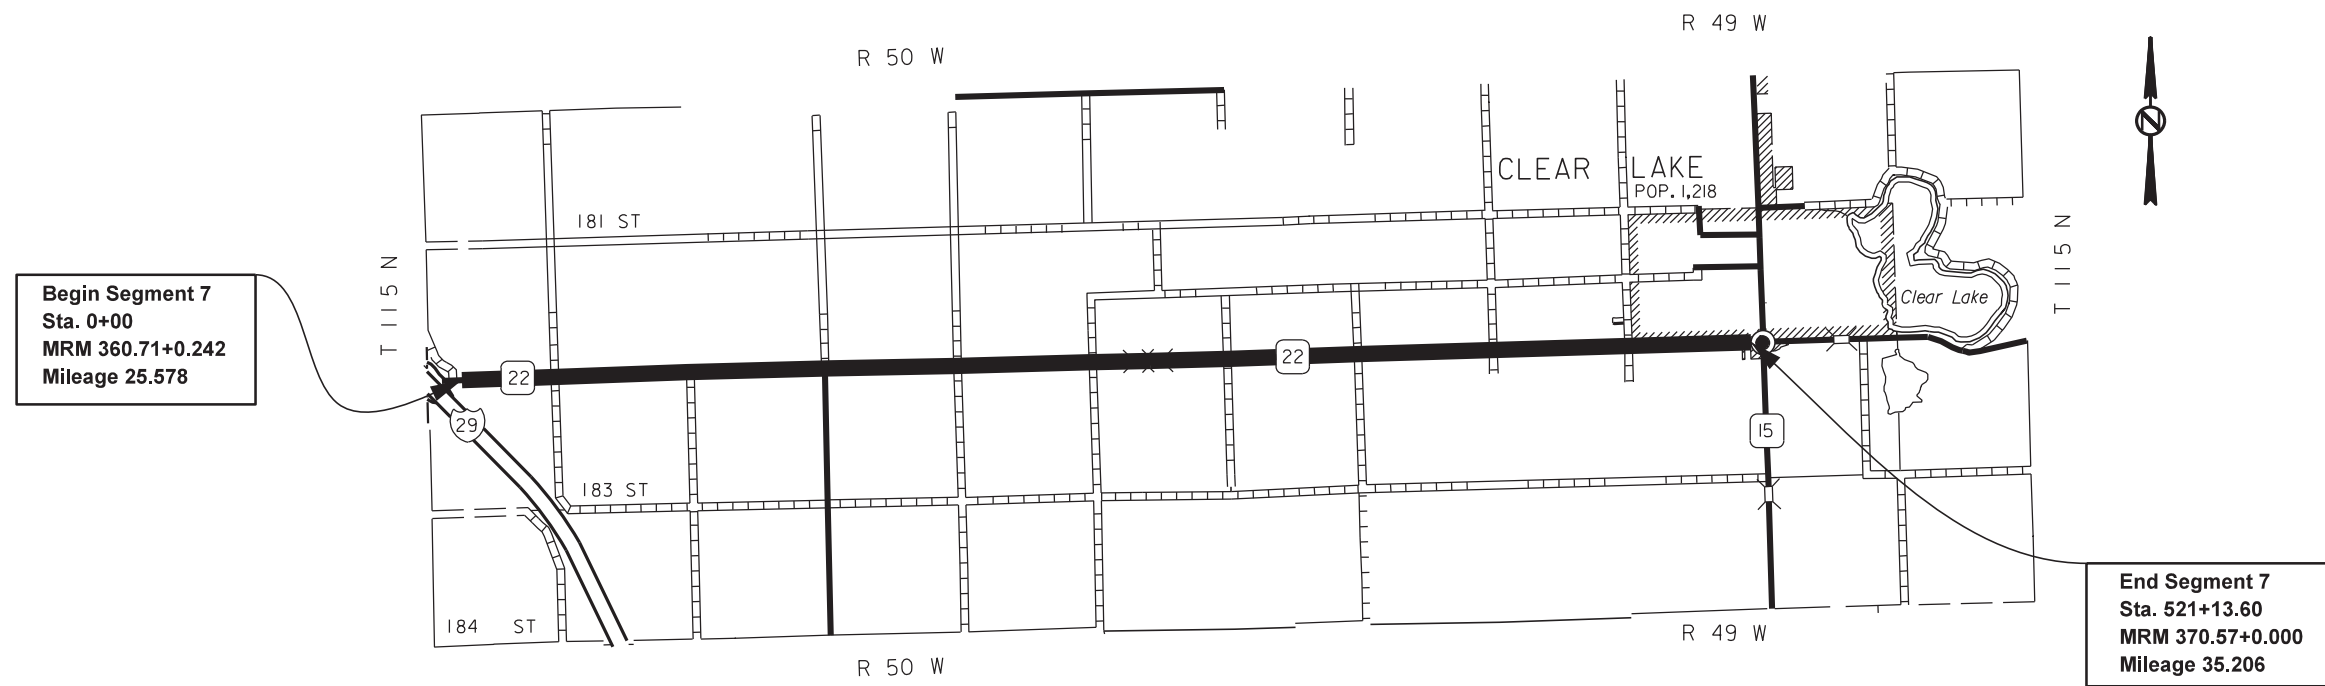 R 49 W
R 50 W
CLEAR LAKE
POP. 1,218
181 ST
T 115 N
T 115 N
Begin Segment 7
Sta. 0+00
MRM 360.71+0.242
Mileage 25.578
Clear Lake
22
22
29
15
183 ST
184 ST
End Segment 7
Sta. 521+13.60
MRM 370.57+0.000
Mileage 35.206
R 49 W
R 50 W
N